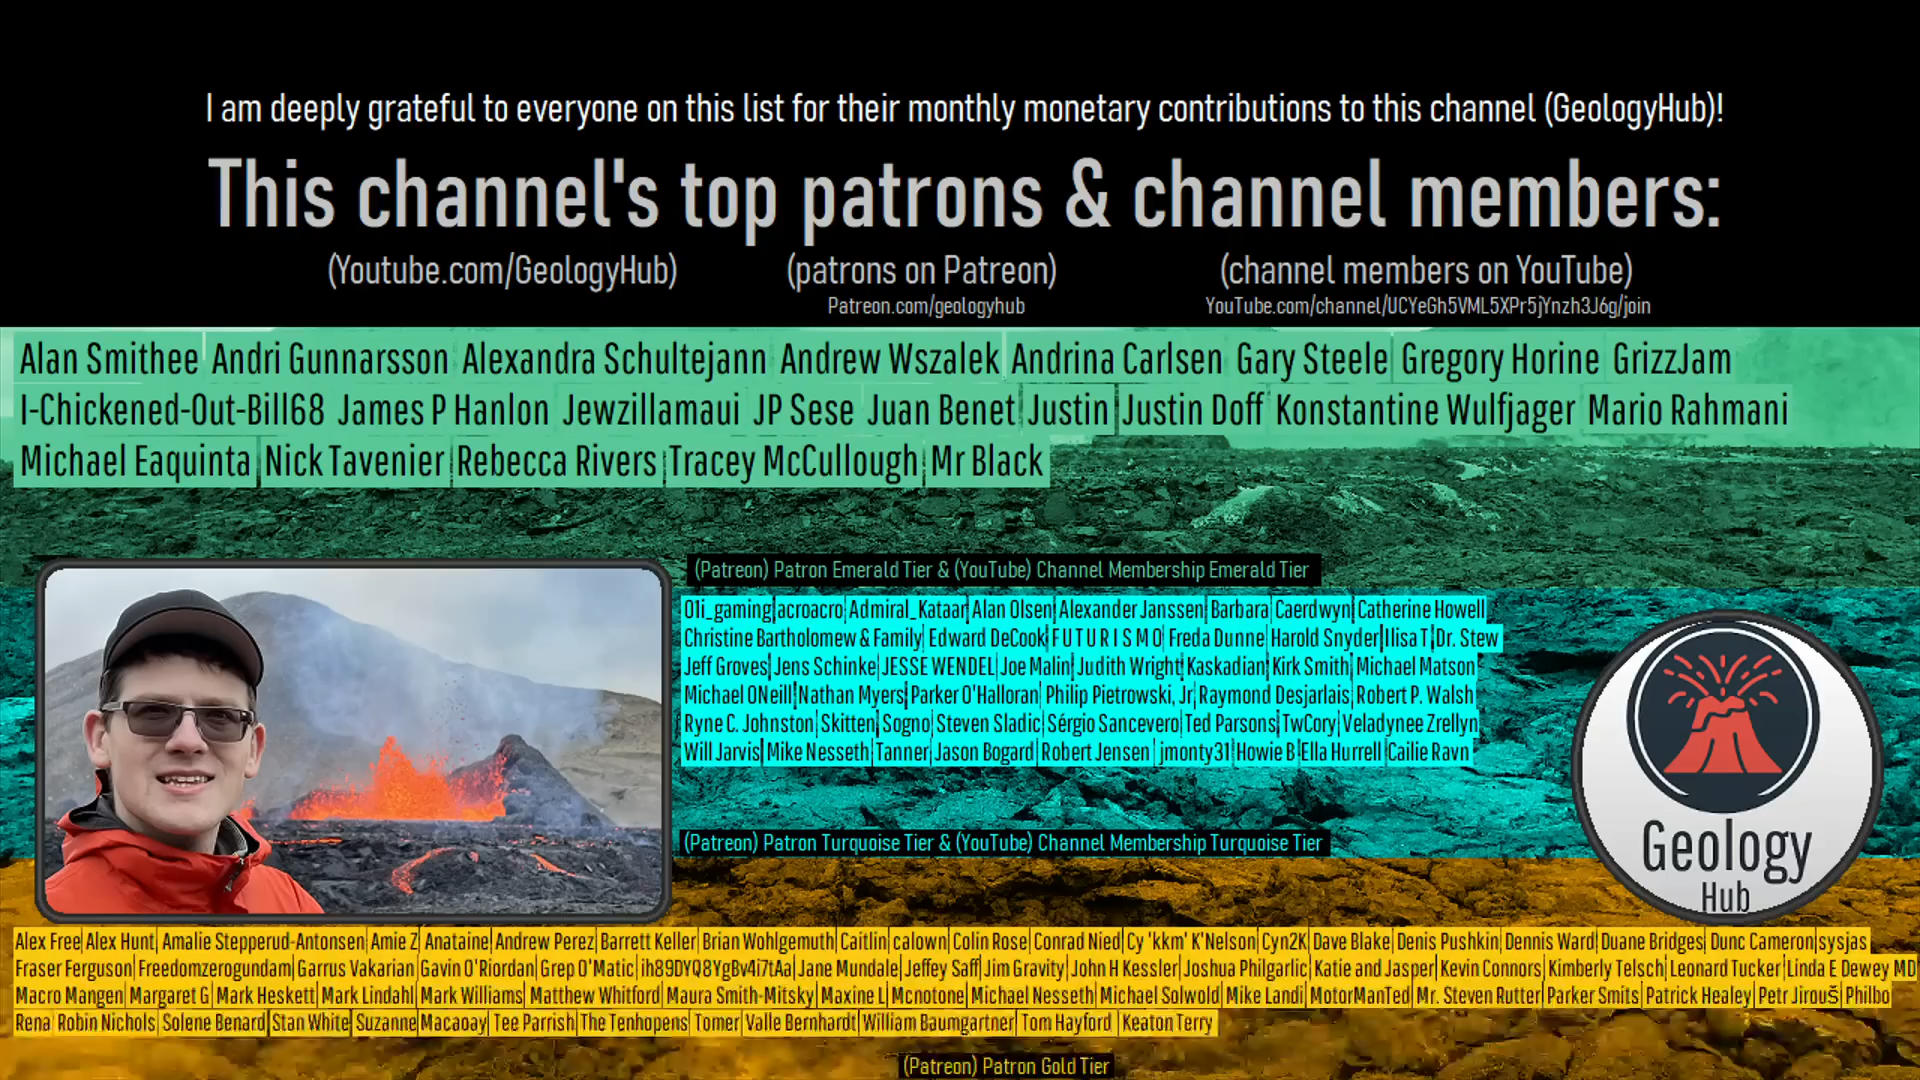 I am deeply grateful to everyone on this list for their monthly monetary contributions to this channel (GeologyHub)!
This channel's top patrons & channel members:
(Youtube.com/GeologyHub) (patrons on Patreon) (channel members on YouTube)
Patreon.com/geologyhub YouTube.com/channel/UCYeGh5VML5XPr5jYnzh3J6g/join
Alan Smithee Andri Gunnarsson Alexandra Schultejann Andrew Wszalek Andrina Carlsen Gary Steele Gregory Horine GrizzJam
I-Chickened-Out-Bill68 James P Hanlon Jewzillamaui JP Sese Juan Benet Justin Justin Doff Konstantine Wulfjager Mario Rahmani
Michael Eaquinta Nick Tavenier Rebecca Rivers Tracey McCullough Mr Black
(Patreon) Patron Emerald Tier & (YouTube) Channel Membership Emerald Tier
01i_gaming acroacro Admiral_Kataar Alan Olsen Alexander Janssen Barbara Caerdwyn Catherine Howell
Christine Bartholomew & Family Edward DeCook F U T U R I S M O Freda Dunne Harold Snyder Ilisa T Dr. Stew
Jeff Groves Jens Schinke JESSE WENDEL Joe Malin Judith Wright Kaskadian Kirk Smith Michael Matson
Michael ONeill Nathan Myers Parker O'Halloran Philip Pietrowski, Jr Raymond Desjarlais Robert P. Walsh
Ryne C. Johnston Skitten Sogno Steven Sladic Sérgio Sancevero Ted Parsons TwCory Veladynee Zrellyn
Will Jarvis Mike Nesseth Tanner Jason Bogard Robert Jensen jmonty31 Howie B Ella Hurrell Cailie Ravn
(Patreon) Patron Turquoise Tier & (YouTube) Channel Membership Turquoise Tier
Geology
Hub
Alex Free Alex Hunt Amalie Stepperud-Antonsen Amie Z Anataine Andrew Perez Barrett Keller Brian Wohlgemuth Caitlin calown Colin Rose Conrad Nied Cy 'kkm' K'Nelson Cyn2K Dave Blake Denis Pushkin Dennis Ward Duane Bridges Dunc Cameron sysjas
Fraser Ferguson Freedomzerogundam Garrus Vakarian Gavin O'Riordan Grep O'Matic ih89DYQ8YgBv4i7tAa Jane Mundale Jeffey Saff Jim Gravity John H Kessler Joshua Philgarlic Katie and Jasper Kevin Connors Kimberly Telsch Leonard Tucker Linda E Dewey MD
Macro Mangen Margaret G Mark Heskett Mark Lindahl Mark Williams Matthew Whitford Maura Smith-Mitsky Maxine L Mcnotone Michael Nesseth Michael Solwold Mike Landi MotorManTed Mr. Steven Rutter Parker Smits Patrick Healey Petr Jirouš Philbo
Rena Robin Nichols Solene Benard Stan White Suzanne Macaoay Tee Parrish The Tenhopens Tomer Valle Bernhardt William Baumgartner Tom Hayford Keaton Terry
(Patreon) Patron Gold Tier